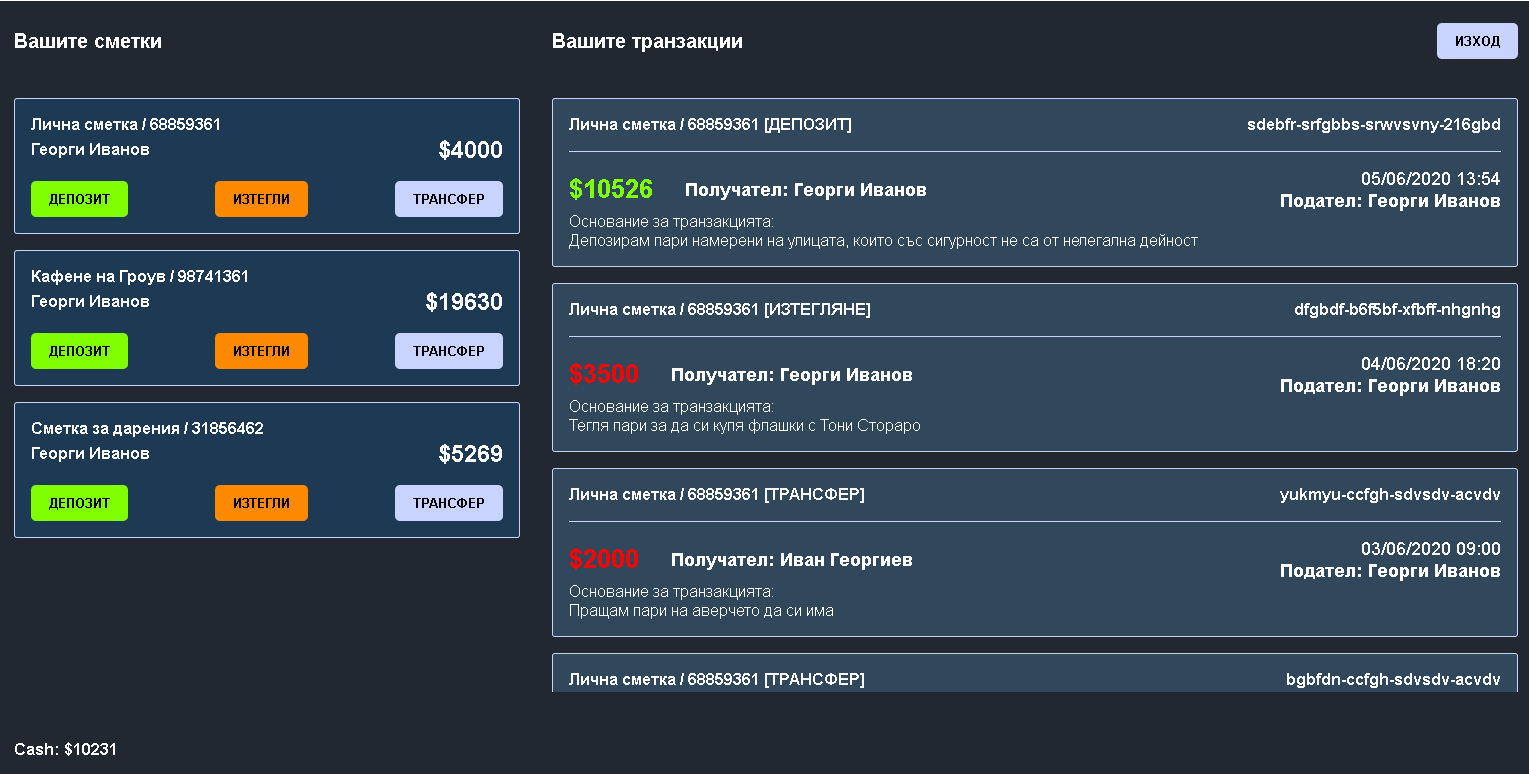 Вашите сметки
Лична сметка / 68859361
Георги Иванов
$4000
ДЕПОЗИТ
ИЗТЕГЛИ
ТРАНСФЕР
Кафене на Гроув / 98741361
Георги Иванов
$19630
ДЕПОЗИТ
ИЗТЕГЛИ
ТРАНСФЕР
Сметка за дарения / 31856462
Георги Иванов
$5269
ДЕПОЗИТ
ИЗТЕГЛИ
ТРАНСФЕР
Cash: $10231
Вашите транзакции
ИЗХОД
Лична сметка / 68859361 [ДЕПОЗИТ]
sdebfr-srfgbbs-srwvsvny-216gbd
$10526
Получател: Георги Иванов
05/06/2020 13:54
Подател: Георги Иванов
Основание за транзакцията:
Депозирам пари намерени на улицата, които със сигурност не са от нелегална дейност
Лична сметка / 68859361 [ИЗТЕГЛЯНЕ]
dfgbdf-b6f5bf-xfbff-nhgnhg
$3500
Получател: Георги Иванов
04/06/2020 18:20
Подател: Георги Иванов
Основание за транзакцията:
Тегля пари за да си купя флашки с Тони Стораро
Лична сметка / 68859361 [ТРАНСФЕР]
yukmyu-ccfgh-sdvsdv-acvdv
$2000
Получател: Иван Георгиев
03/06/2020 09:00
Подател: Георги Иванов
Основание за транзакцията:
Пращам пари на аверчето да си има
Лична сметка / 68859361 [ТРАНСФЕР]
bgbfdn-ccfgh-sdvsdv-acvdv